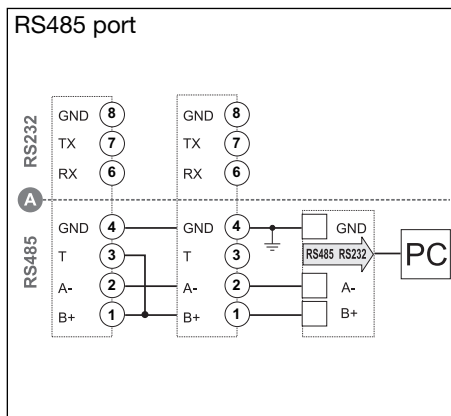 RS485 port
RS232
GND 8 GND 8
TX 7 TX 7
RX 6 RX 6
A
RS485
GND 4 GND 4 GND
T 3 T 3 RS485 RS232 PC
A- 2 A- 2 A-
B+ 1 B+ 1 B+